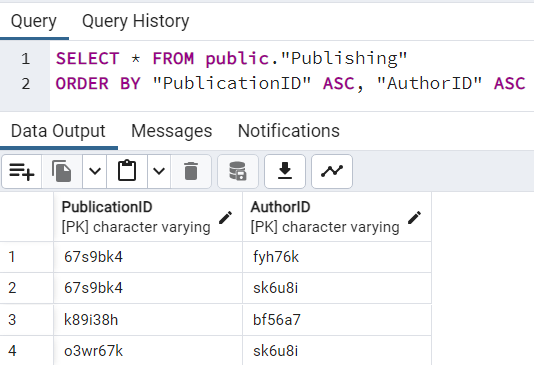 Query Query History
1 SELECT * FROM public."Publishing"
2 ORDER BY "PublicationID" ASC, "AuthorID" ASC
Data Output Messages Notifications
PublicationID AuthorID
[PK] character varying [PK] character varying
1 67s9bk4 fyh76k
2 67s9bk4 sk6u8i
3 k89i38h bf56a7
4 o3wr67k sk6u8i